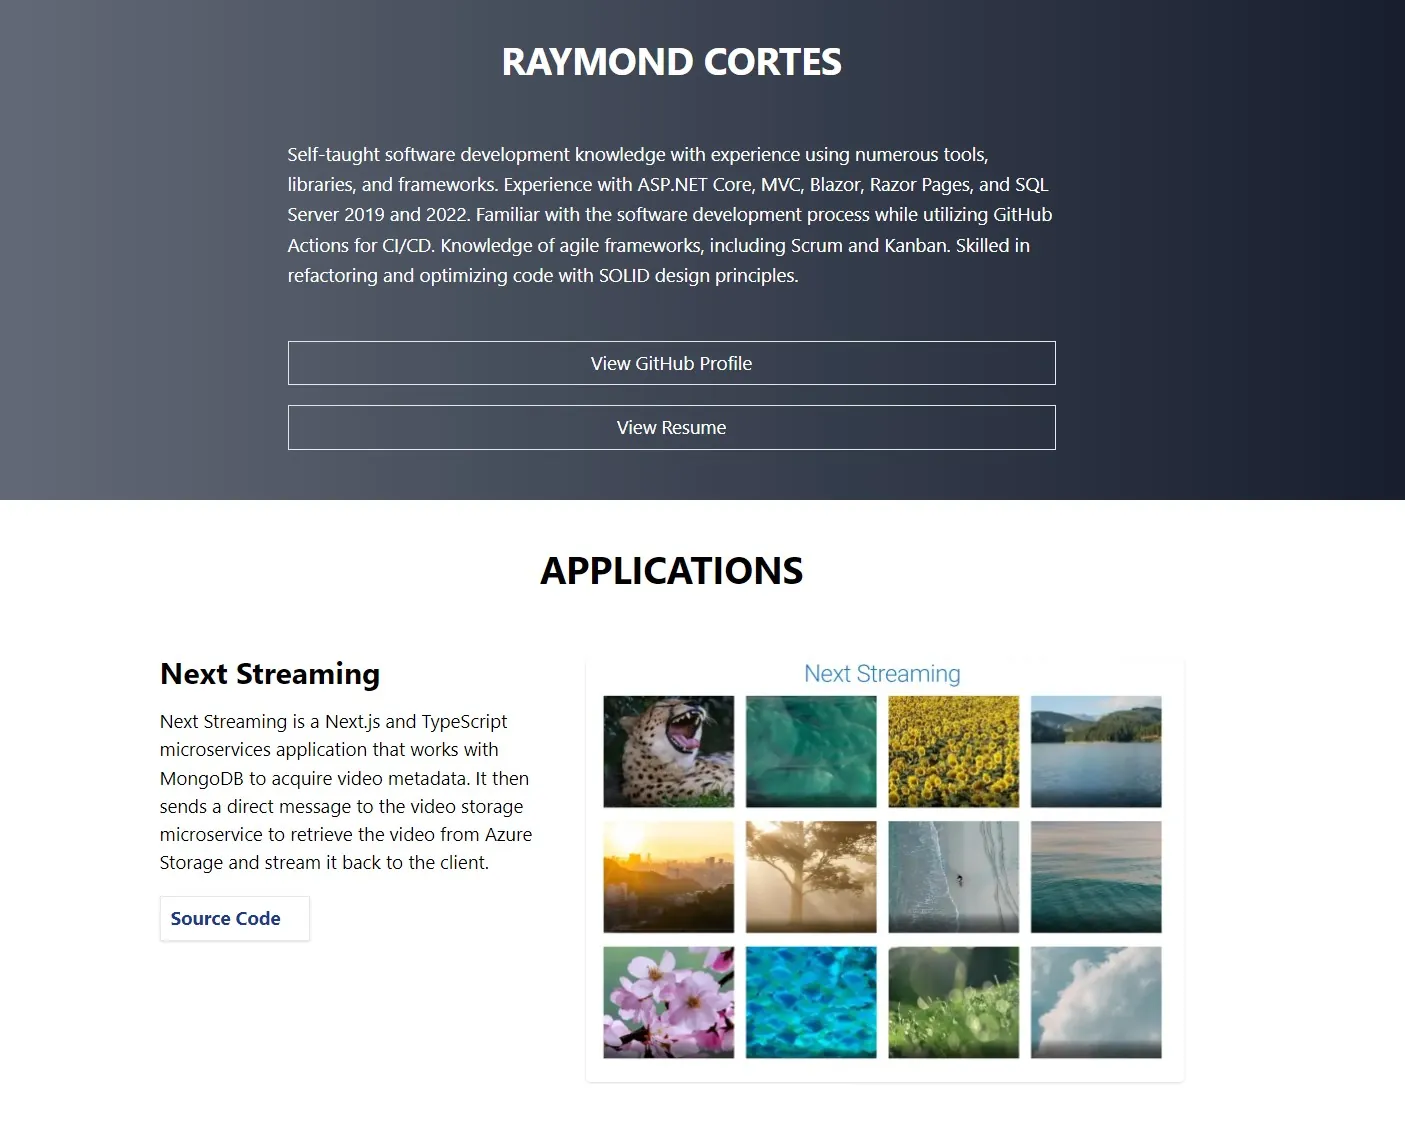 RAYMOND CORTES
Self-taught software development knowledge with experience using numerous tools,
libraries, and frameworks. Experience with ASP.NET Core, MVC, Blazor, Razor Pages, and SQL
Server 2019 and 2022. Familiar with the software development process while utilizing GitHub
Actions for CI/CD. Knowledge of agile frameworks, including Scrum and Kanban. Skilled in
refactoring and optimizing code with SOLID design principles.
View GitHub Profile
View Resume
APPLICATIONS
Next Streaming
Next Streaming is a Next.js and TypeScript
microservices application that works with
MongoDB to acquire video metadata. It then
sends a direct message to the video storage
microservice to retrieve the video from Azure
Storage and stream it back to the client.
Source Code
Next Streaming